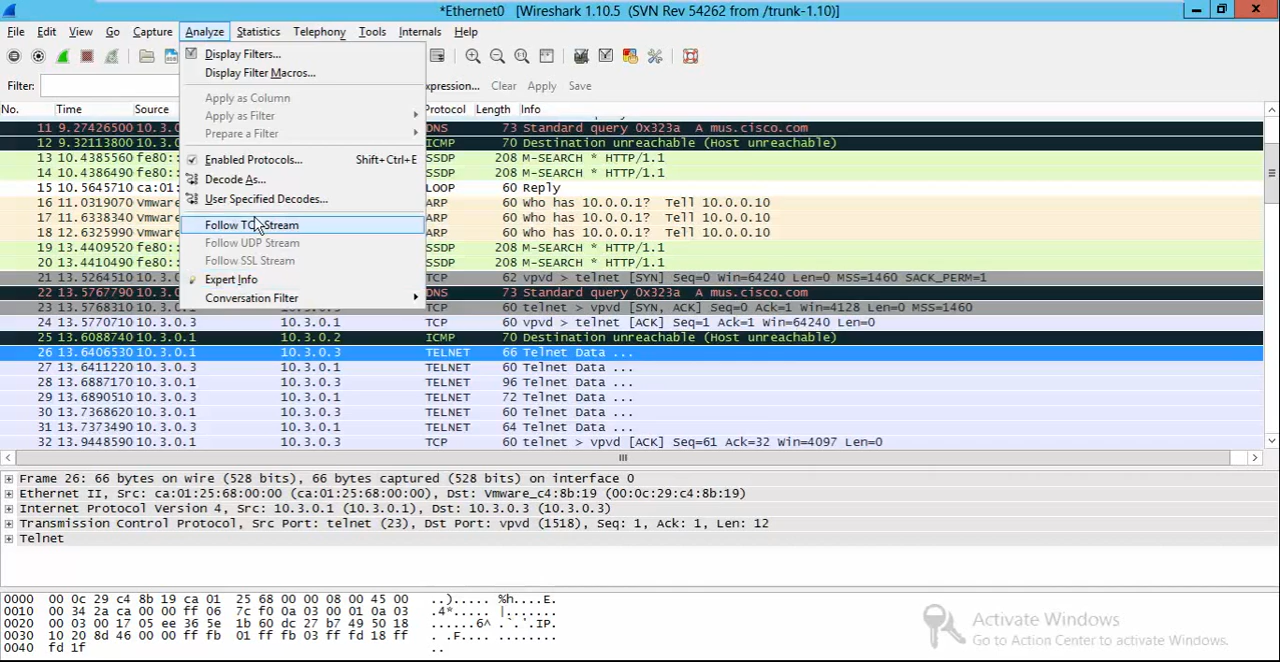 *Ethernet0 [Wireshark 1.10.5 (SVN Rev 54262 from /trunk-1.10)]
File Edit View Go Capture Analyze Statistics Telephony Tools Internals Help
Filter: xpression... Clear Apply Save
Display Filters...
Display Filter Macros...
Apply as Column
Apply as Filter
Prepare a Filter
Enabled Protocols... Shift+Ctrl+E
Decode As...
User Specified Decodes...
Follow TCP Stream
Follow UDP Stream
Follow SSL Stream
Expert Info
Conversation Filter
No. Time Source Protocol Length Info
11 9.27426500 10.3.0 DNS 73 Standard query 0x323a A mus.cisco.com
12 9.32113800 10.3.0 ICMP 70 Destination unreachable (Host unreachable)
13 10.4385560 fe80:: SSDP 208 M-SEARCH * HTTP/1.1
14 10.4386490 fe80:: SSDP 208 M-SEARCH * HTTP/1.1
15 10.5645710 ca:01: LOOP 60 Reply
16 11.0319070 Vmware ARP 60 Who has 10.0.0.1? Tell 10.0.0.10
17 11.6338340 Vmware ARP 60 Who has 10.0.0.1? Tell 10.0.0.10
18 12.6325990 Vmware ARP 60 Who has 10.0.0.1? Tell 10.0.0.10
19 13.4409520 fe80:: SSDP 208 M-SEARCH * HTTP/1.1
20 13.4410490 fe80:: SSDP 208 M-SEARCH * HTTP/1.1
21 13.5264510 10.3.0 TCP 62 vpvd > telnet [SYN] Seq=0 Win=64240 Len=0 MSS=1460 SACK_PERM=1
22 13.5767790 10.3.0 DNS 73 Standard query 0x323a A mus.cisco.com
23 13.5768310 10.3.0.1 10.3.0.3 TCP 60 telnet > vpvd [SYN, ACK] Seq=0 Ack=1 Win=4128 Len=0 MSS=1460
24 13.5770710 10.3.0.3 10.3.0.1 TCP 60 vpvd > telnet [ACK] Seq=1 Ack=1 Win=64240 Len=0
25 13.6088740 10.3.0.1 10.3.0.2 ICMP 70 Destination unreachable (Host unreachable)
26 13.6406530 10.3.0.1 10.3.0.3 TELNET 66 Telnet Data ...
27 13.6411220 10.3.0.3 10.3.0.1 TELNET 60 Telnet Data ...
28 13.6887170 10.3.0.1 10.3.0.3 TELNET 96 Telnet Data ...
29 13.6890510 10.3.0.3 10.3.0.1 TELNET 72 Telnet Data ...
30 13.7368620 10.3.0.1 10.3.0.3 TELNET 60 Telnet Data ...
31 13.7373490 10.3.0.3 10.3.0.1 TELNET 64 Telnet Data ...
32 13.9448590 10.3.0.1 10.3.0.3 TCP 60 telnet > vpvd [ACK] Seq=61 Ack=32 Win=4097 Len=0
Frame 26: 66 bytes on wire (528 bits), 66 bytes captured (528 bits) on interface 0
Ethernet II, Src: ca:01:25:68:00:00 (ca:01:25:68:00:00), Dst: Vmware_c4:8b:19 (00:0c:29:c4:8b:19)
Internet Protocol Version 4, Src: 10.3.0.1 (10.3.0.1), Dst: 10.3.0.3 (10.3.0.3)
Transmission Control Protocol, Src Port: telnet (23), Dst Port: vpvd (1518), Seq: 1, Ack: 1, Len: 12
Telnet
0000 00 0c 29 c4 8b 19 ca 01 25 68 00 00 08 00 45 00 ..)..... %h....E.
0010 00 34 2a ca 00 00 ff 06 7c f0 0a 03 00 01 0a 03 .4*..... |.......
0020 00 03 00 17 05 ee 36 5e 1b 60 dc 27 b7 49 50 18 ......6^ .`.'.IP.
0030 10 20 8d 46 00 00 ff fb 01 ff fb 03 ff fd 18 ff . .F.... ........
0040 fd 1f ..
Activate Windows
Go to Action Center to activate Windows.